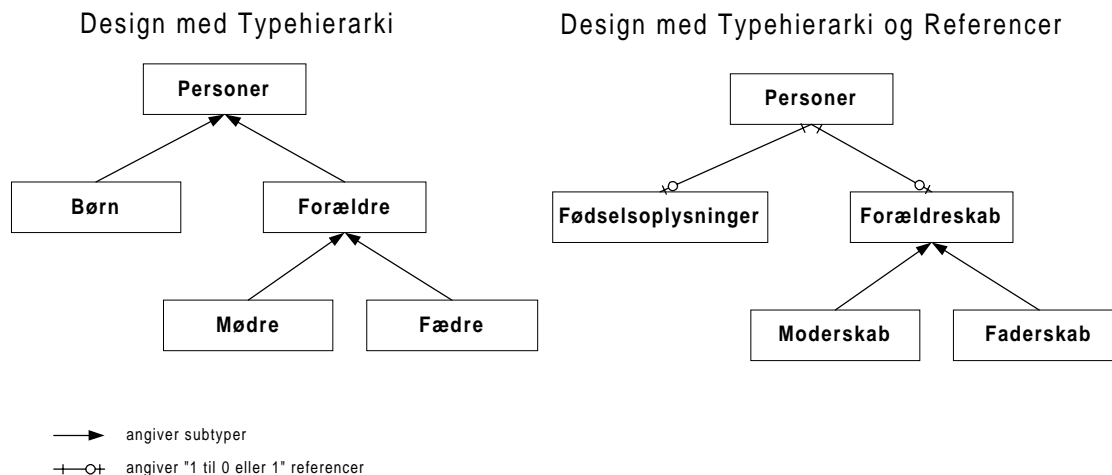 Design med Typehierarki
Personer
Børn
Forældre
Mødre
Fædre
Design med Typehierarki og Referencer
Personer
Fødselsoplysninger
Forældreskab
Moderskab
Faderskab
angiver subtyper
angiver "1 til 0 eller 1" referencer